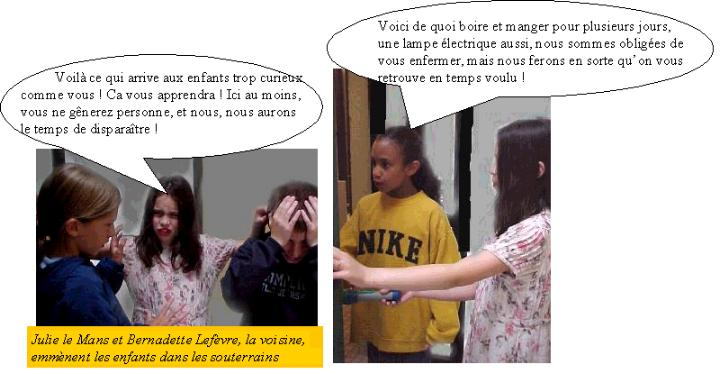 Voilà ce qui arrive aux enfants trop curieux
comme vous ! Ca vous apprendra ! Ici au moins,
vous ne gênerez personne, et nous, nous aurons
le temps de disparaître !
Voici de quoi boire et manger pour plusieurs jours,
une lampe électrique aussi, nous sommes obligées de
vous enfermer, mais nous ferons en sorte qu'on vous
retrouve en temps voulu !
NIKE
Julie le Mans et Bernadette Lefèvre, la voisine,
emmènent les enfants dans les souterrains